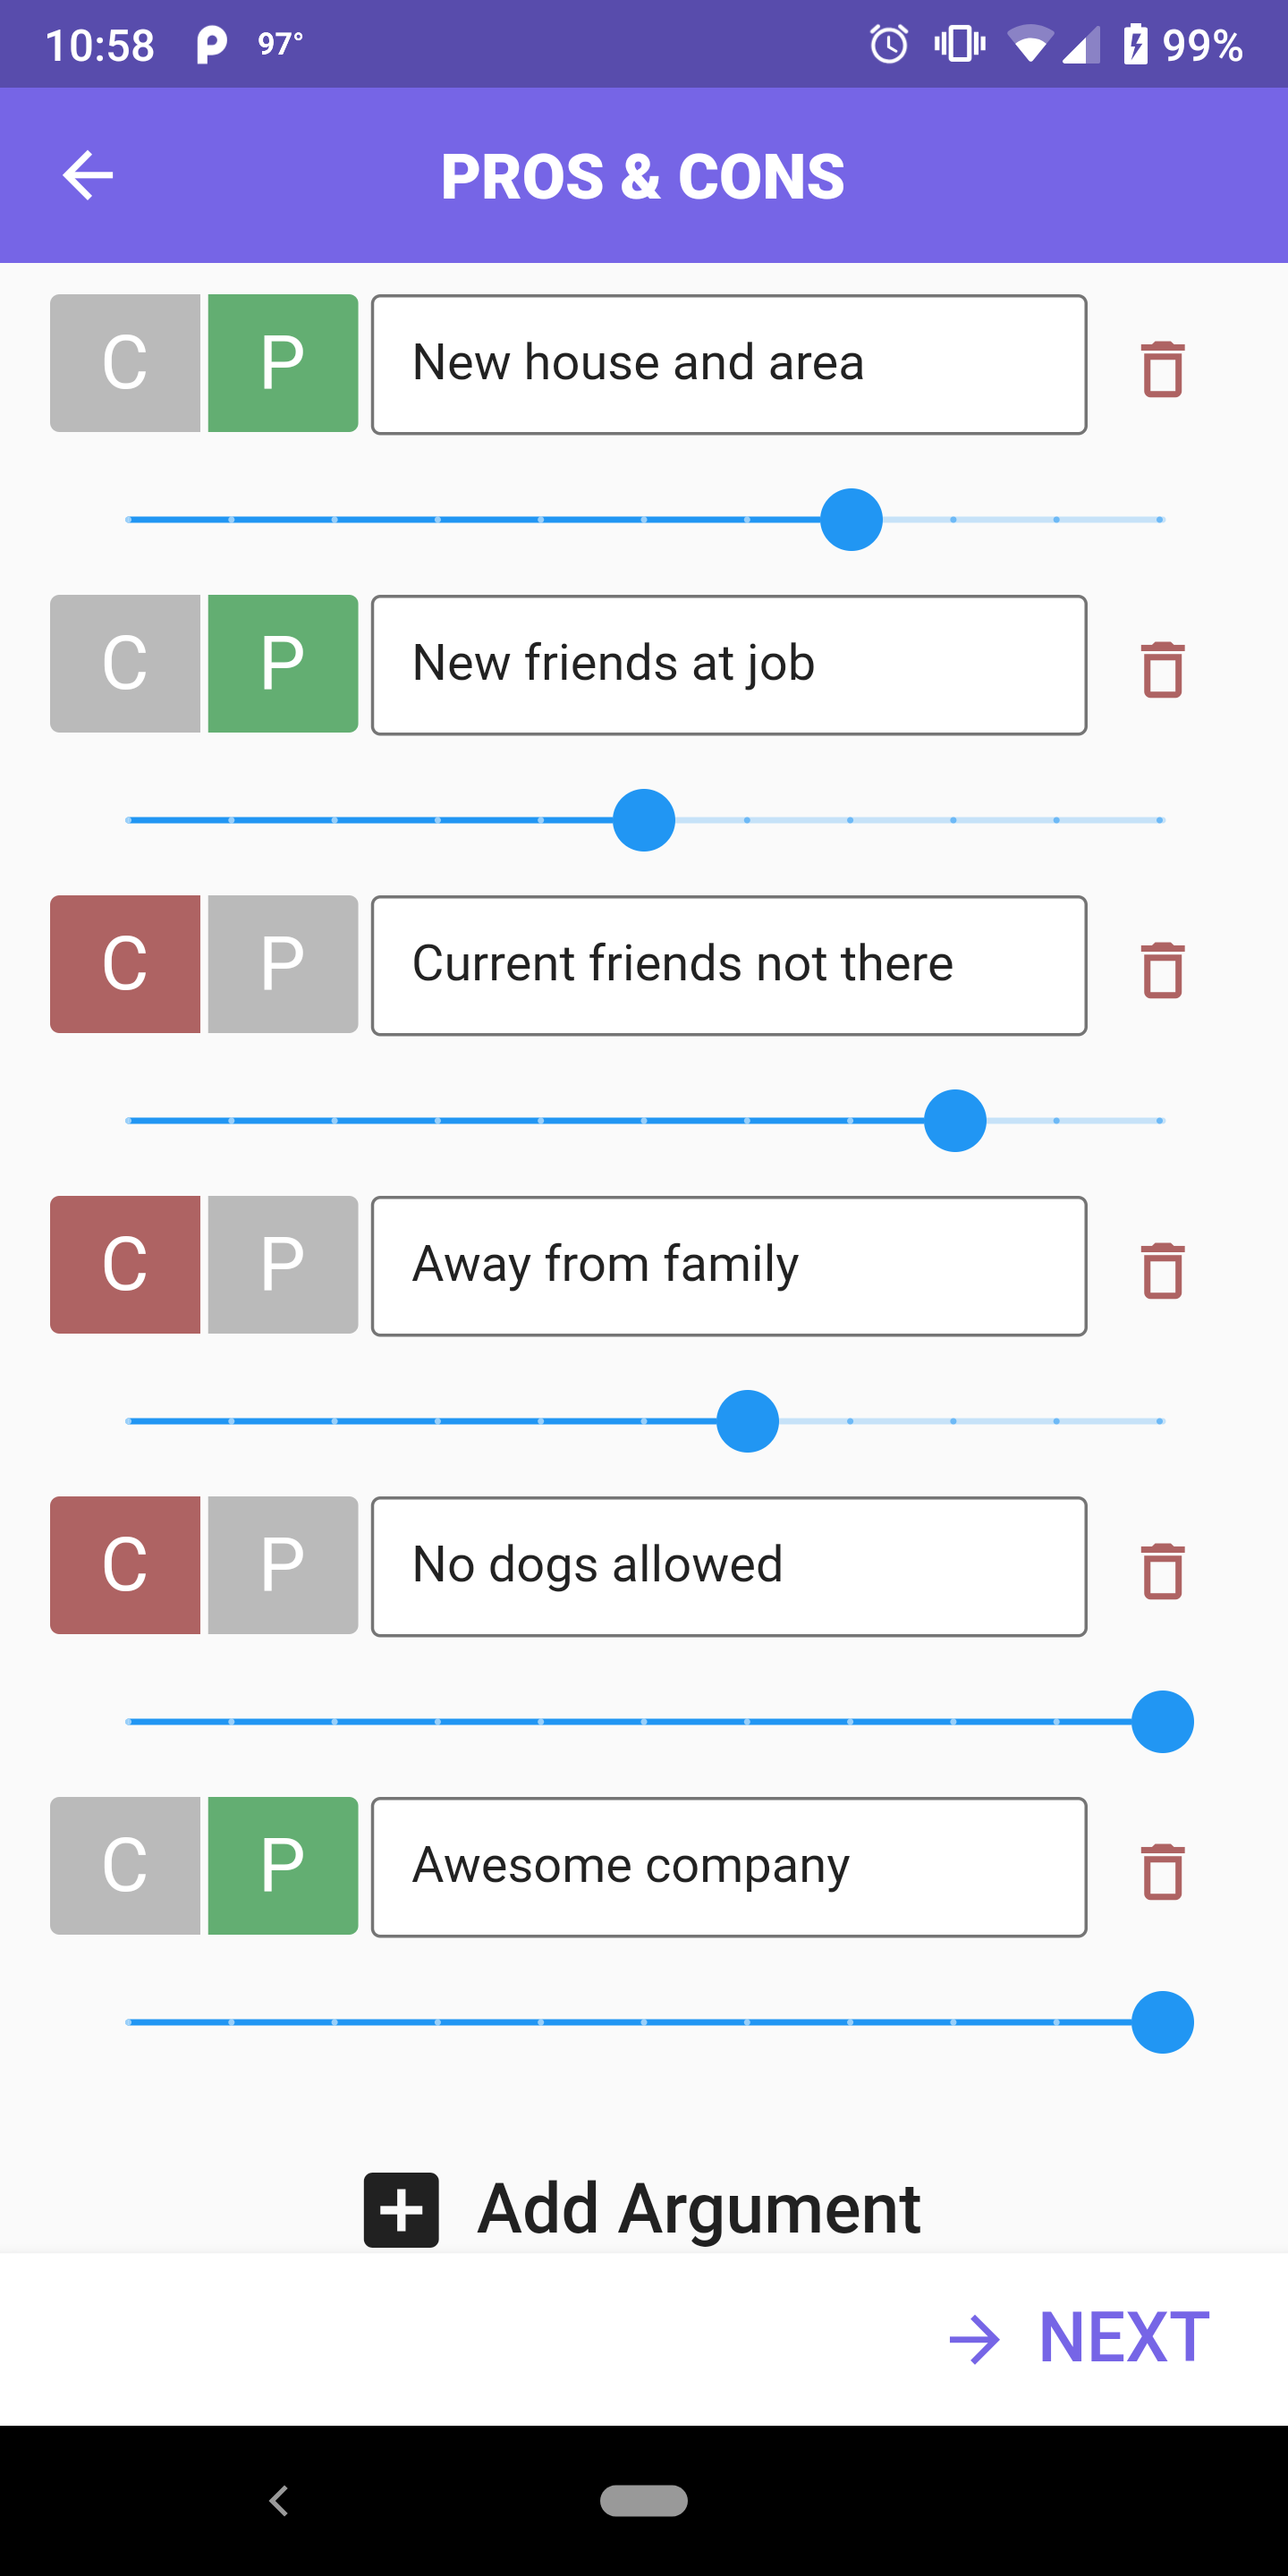 10:58 97° 99%
PROS & CONS
C P New house and area
C P New friends at job
C P Current friends not there
C P Away from family
C P No dogs allowed
C P Awesome company
Add Argument
NEXT